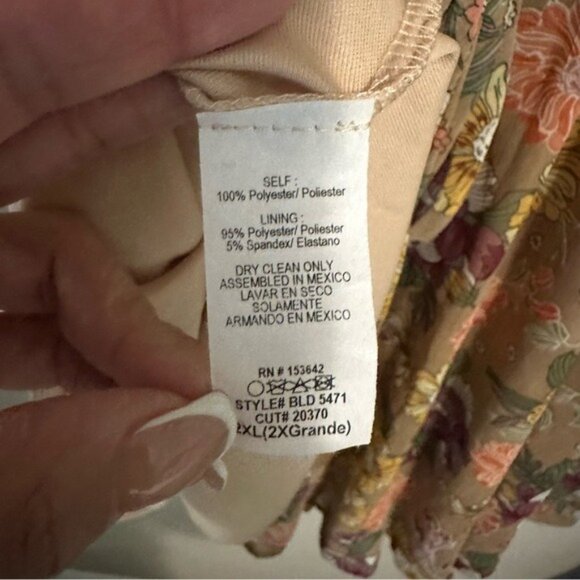 SELF :
100% Polyester/ Poliester
LINING :
95% Polyester/ Poliester
5% Spandex/ Elastano
DRY CLEAN ONLY
ASSEMBLED IN MEXICO
LAVAR EN SECO
SOLAMENTE
ARMANDO EN MEXICO
RN # 153642
STYLE# BLD 5471
CUT# 20370
2XL(2XGrande)